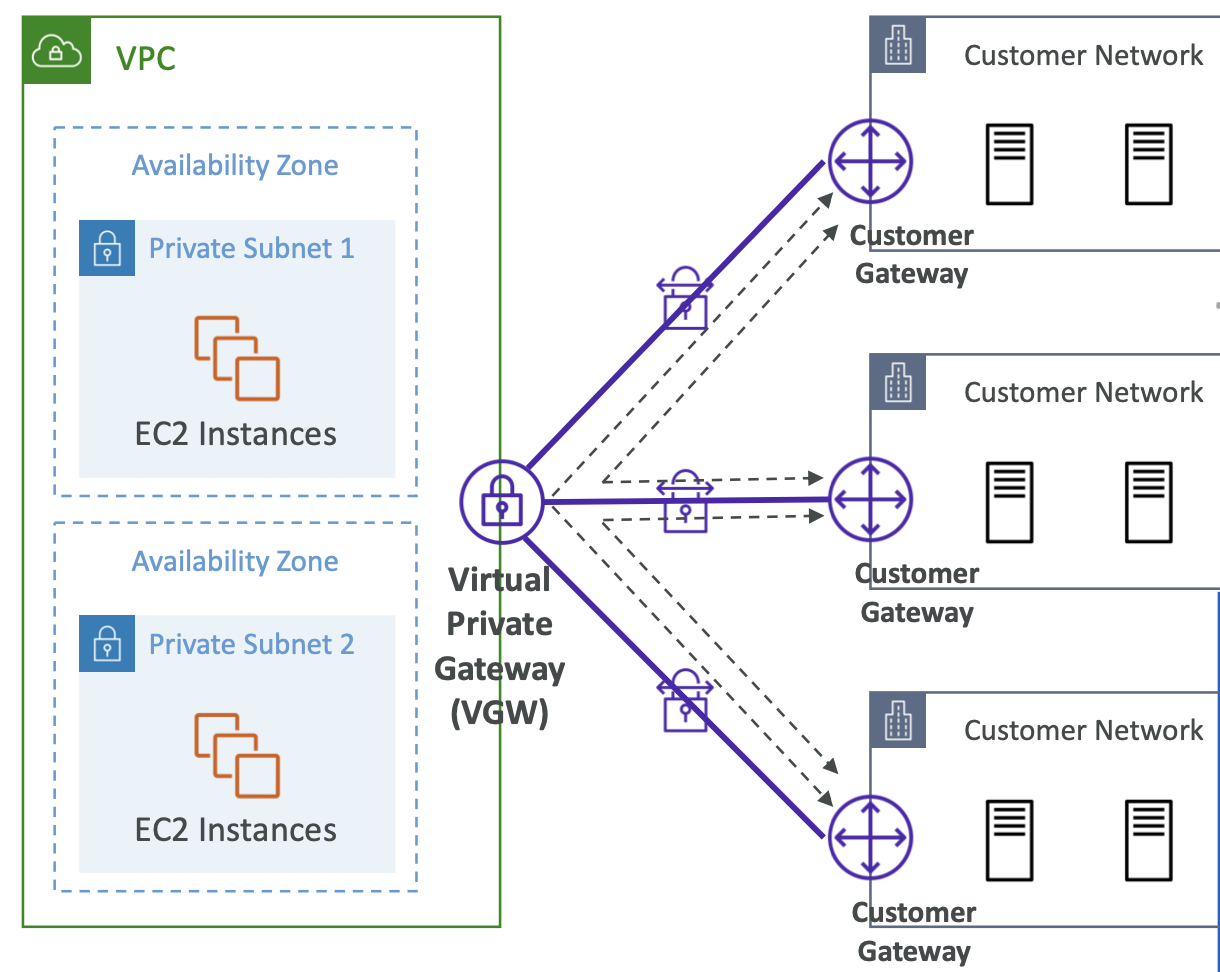 VPC
Availability Zone
Private Subnet 1
EC2 Instances
Availability Zone
Private Subnet 2
EC2 Instances
Virtual
Private
Gateway
(VGW)
Customer Network
Customer
Gateway
Customer Network
Customer
Gateway
Customer Network
Customer
Gateway